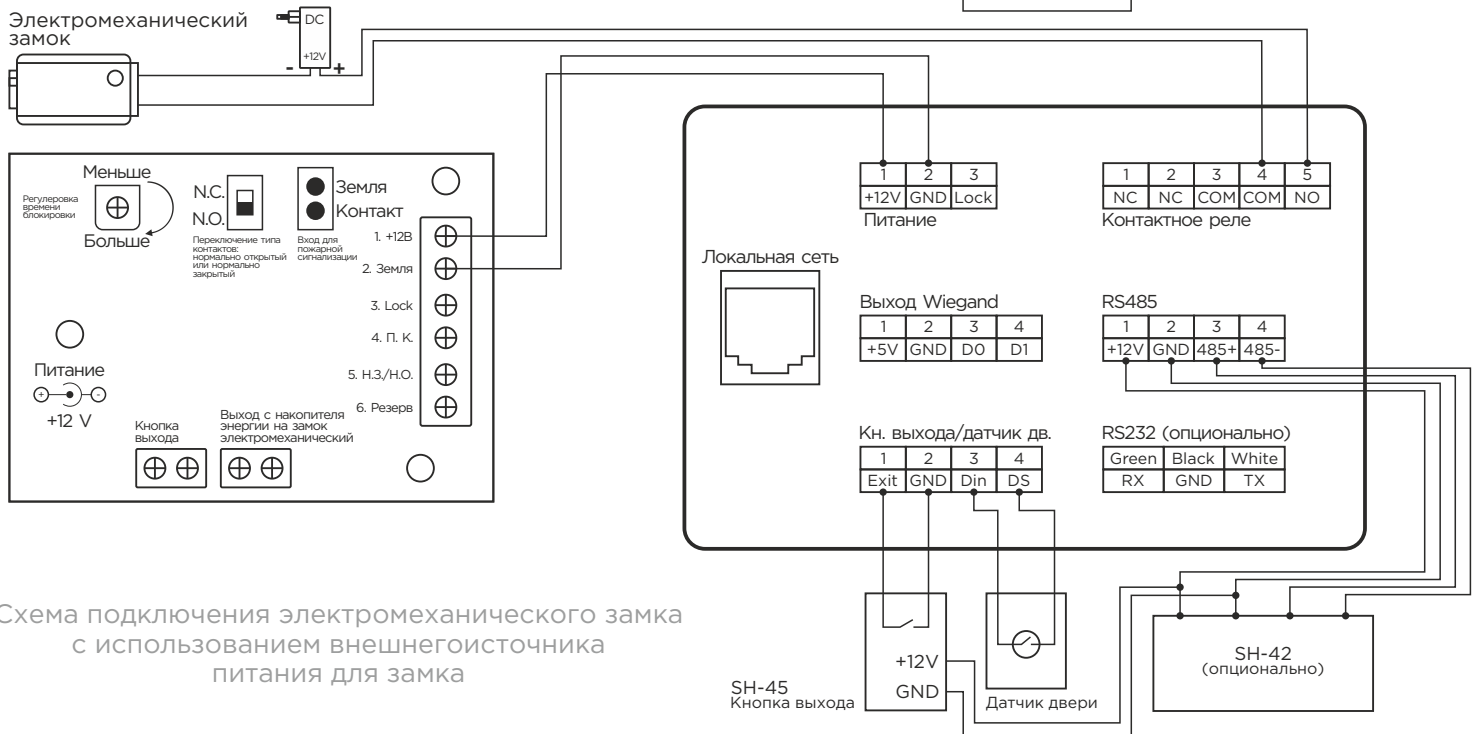 Электромеханический
замок
DC
+12V
-
+
Меньше
Регулеровка
времени
блокировки
Больше
N.C.
N.O.
Переключение типа
контактов:
нормально открытый
или нормально
закрытый
Земля
Контакт
Вход для
пожарной
сигнализации
1. +12В
2. Земля
3. Lock
4. П. К.
5. Н.З./Н.О.
6. Резерв
Питание
+ -
+12 V
Кнопка
выхода
Выход с накопителя
энергии на замок
электромеханический
1 2 3
+12V GND Lock
Питание
1 2 3 4 5
NC NC COM COM NO
Контактное реле
Локальная сеть
Выход Wiegand
1 2 3 4
+5V GND D0 D1
RS485
1 2 3 4
+12V GND 485+ 485-
Кн. выхода/датчик дв.
1 2 3 4
Exit GND Din DS
RS232 (опционально)
Green Black White
RX GND TX
+12V
GND
SH-45
Кнопка выхода
Датчик двери
SH-42
(опционально)
Схема подключения электромеханического замка
с использованием внешнегоисточника
питания для замка